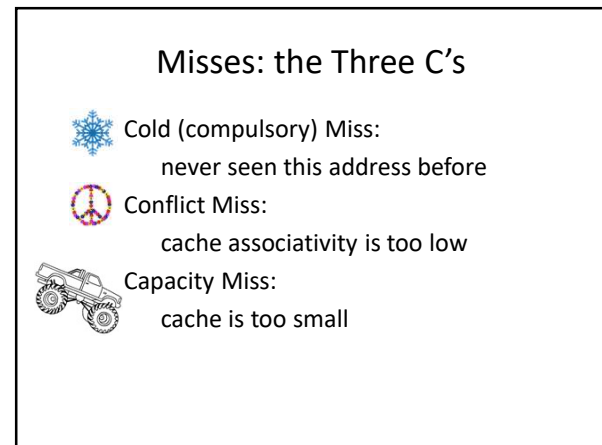 Misses: the Three C's
Cold (compulsory) Miss:
never seen this address before
Conflict Miss:
cache associativity is too low
Capacity Miss:
cache is too small